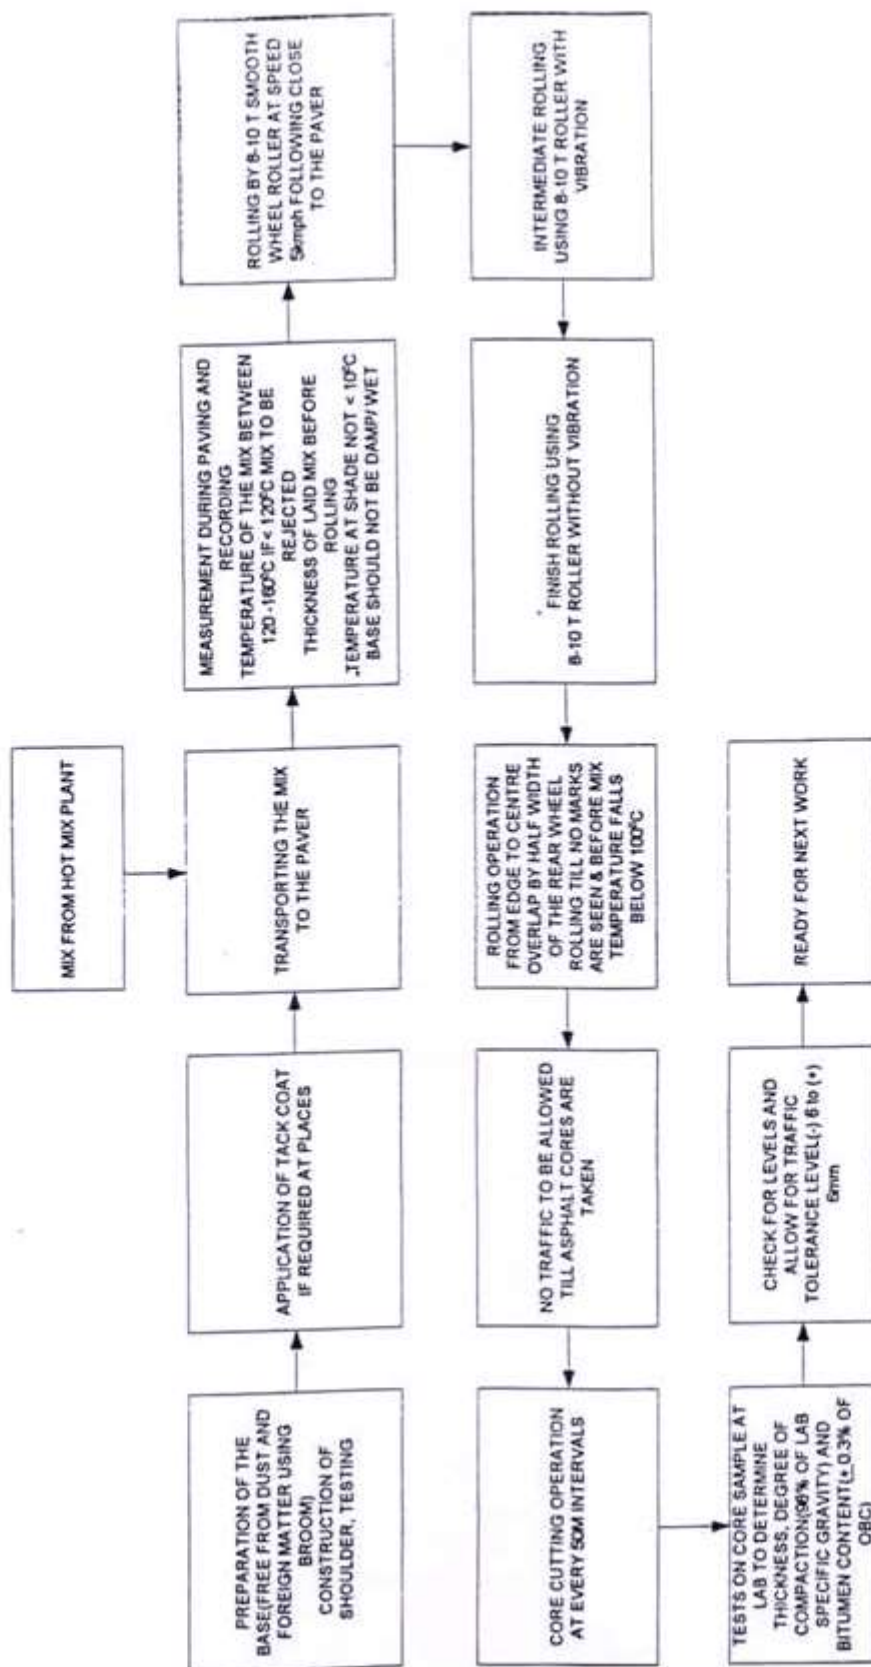 MIX FROM HOT MIX PLANT
PREPARATION OF THE
BASE(FREE FROM DUST AND
FOREIGN MATTER USING
BROOM)
CONSTRUCTION OF
SHOULDER, TESTING
APPLICATION OF TACK COAT
IF REQUIRED AT PLACES
TRANSPORTING THE MIX
TO THE PAVER
MEASUREMENT DURING PAVING AND
RECORDING
TEMPERATURE OF THE MIX BETWEEN
120 -160°C IF < 120°C MIX TO BE
REJECTED
THICKNESS OF LAID MIX BEFORE
ROLLING
.TEMPERATURE AT SHADE NOT < 10°C
BASE SHOULD NOT BE DAMP/ WET
ROLLING BY 8-10 T SMOOTH
WHEEL ROLLER AT SPEED
5kmph FOLLOWING CLOSE
TO THE PAVER
INTERMEDIATE ROLLING
USING 8-10 T ROLLER WITH
VIBRATION
FINISH ROLLING USING
8-10 T ROLLER WITHOUT VIBRATION
ROLLING OPERATION
FROM EDGE TO CENTRE
OVERLAP BY HALF WIDTH
OF THE REAR WHEEL
ROLLING TILL NO MARKS
ARE SEEN & BEFORE MIX
TEMPERATURE FALLS
BELOW 100°C
NO TRAFFIC TO BE ALLOWED
TILL ASPHALT CORES ARE
TAKEN
CORE CUTTING OPERATION
AT EVERY 50M INTERVALS
TESTS ON CORE SAMPLE AT
LAB TO DETERMINE
THICKNESS, DEGREE OF
COMPACTION(98% OF LAB
SPECIFIC GRAVITY) AND
BITUMEN CONTENT(± 0.3% OF
OBC)
CHECK FOR LEVELS AND
ALLOW FOR TRAFFIC
TOLERANCE LEVEL(-) 6 to (+)
6mm
READY FOR NEXT WORK